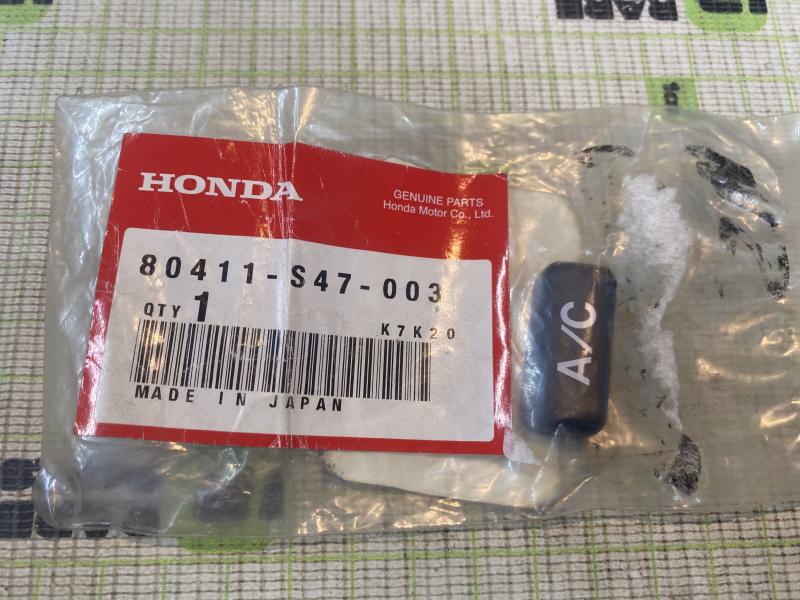 HONDA
GENUINE PARTS
Honda Motor Co., Ltd.
80411-S47-003
QTY 1
K7K20
MADE IN JAPAN
A/C